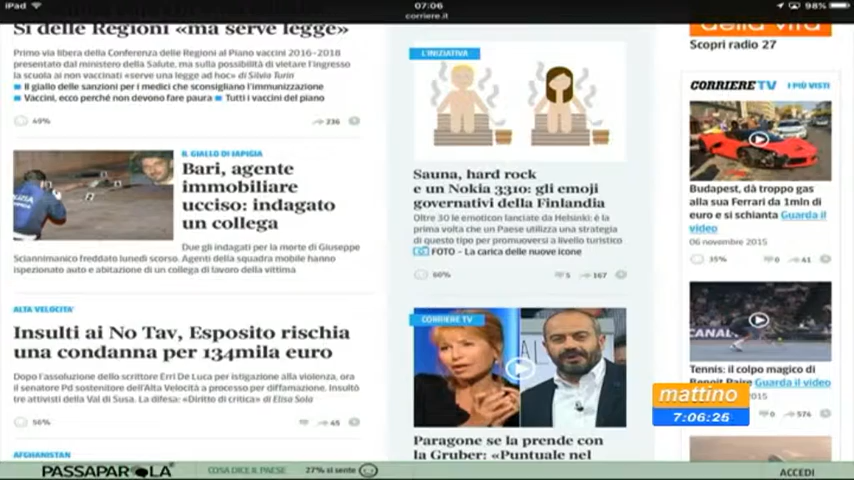 iPad
07:06
98%
corriere.it
Si delle Regioni «ma serve legge»
Primo via libera della Conferenza delle Regioni al Piano vaccini 2016-2018
presentato dal ministero della Salute, ma sulla possibilità di vietare l'ingresso
la scuola ai non vaccinati «serve una legge ad hoc» di Silvio Turin
Il giallo delle sanzioni per i medici che sconsigliano l'immunizzazione
Vaccini, ecco perché non devono fare paura Tutti i vaccini del piano
49%
236
IL GIALLO DI IAPIGIA
Bari, agente
immobiliare
ucciso: indagato
un collega
Due gli indagati per la morte di Giuseppe
Sciannimanico freddato lunedì scorso. Agenti della squadra mobile hanno
ispezionato auto e abitazione di un collega di lavoro della vittima
ALTA VELOCITA'
Insulti ai No Tav, Esposito rischia
una condanna per 134mila euro
Dopo l'assoluzione dello scrittore Erri De Luca per istigazione alla violenza, ora
il senatore Pd sostenitore dell'Alta Velocità a processo per diffamazione. Insultò
tre attivisti della Val di Susa. La difesa: «Diritto di critica» di Elisa Sola
56%
45
AFGHANISTAN
L'INIZIATIVA
Sauna, hard rock
e un Nokia 3310: gli emoji
governativi della Finlandia
Oltre 30 le emoticon lanciate da Helsinki: è la
prima volta che un Paese utilizza una strategia
di questo tipo per promuoversi a livello turistico
FOTO - La carica delle nuove icone
60%
5
167
CORRIERE TV
Paragone se la prende con
la Gruber: «Puntuale nel
della vita
Scopri radio 27
CORRIERE TV I PIÙ VISTI
Budapest, dà troppo gas
alla sua Ferrari da 1mln di
euro e si schianta Guarda il
video
06 novembre 2015
35%
0
41
CANAL
Tennis: il colpo magico di
Benoit Paire Guarda il video
2015
0
574
mattino
7:06:25
PASSAPAROLA
COSA DICE IL PAESE
27% si sente
ACCEDI